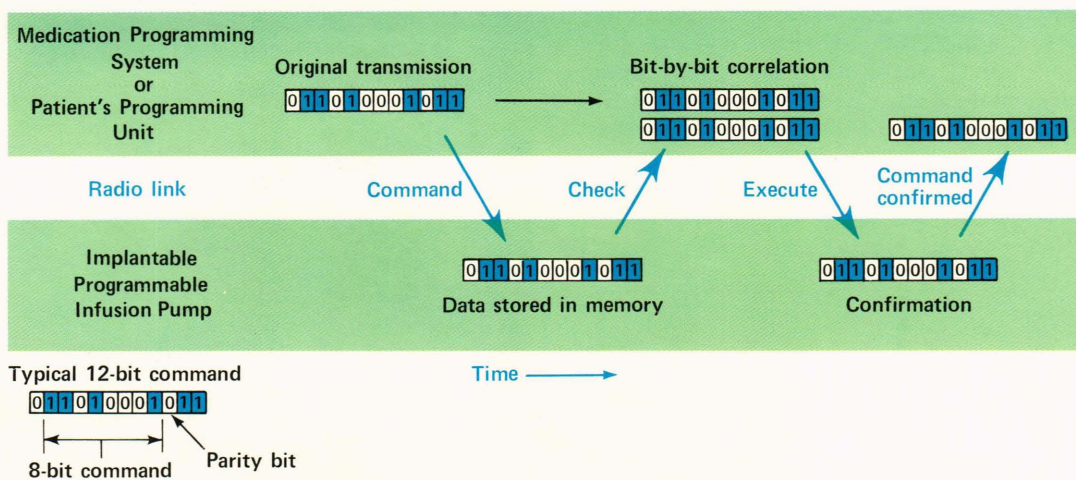 Medication Programming
System
or
Patient's Programming
Unit
Original transmission
011010001011
Bit-by-bit correlation
011010001011
011010001011
011010001011
Radio link
Command
Check
Execute
Command
confirmed
Implantable
Programmable
Infusion Pump
011010001011
Data stored in memory
011010001011
Confirmation
Typical 12-bit command
011010001011
8-bit command
Parity bit
Time